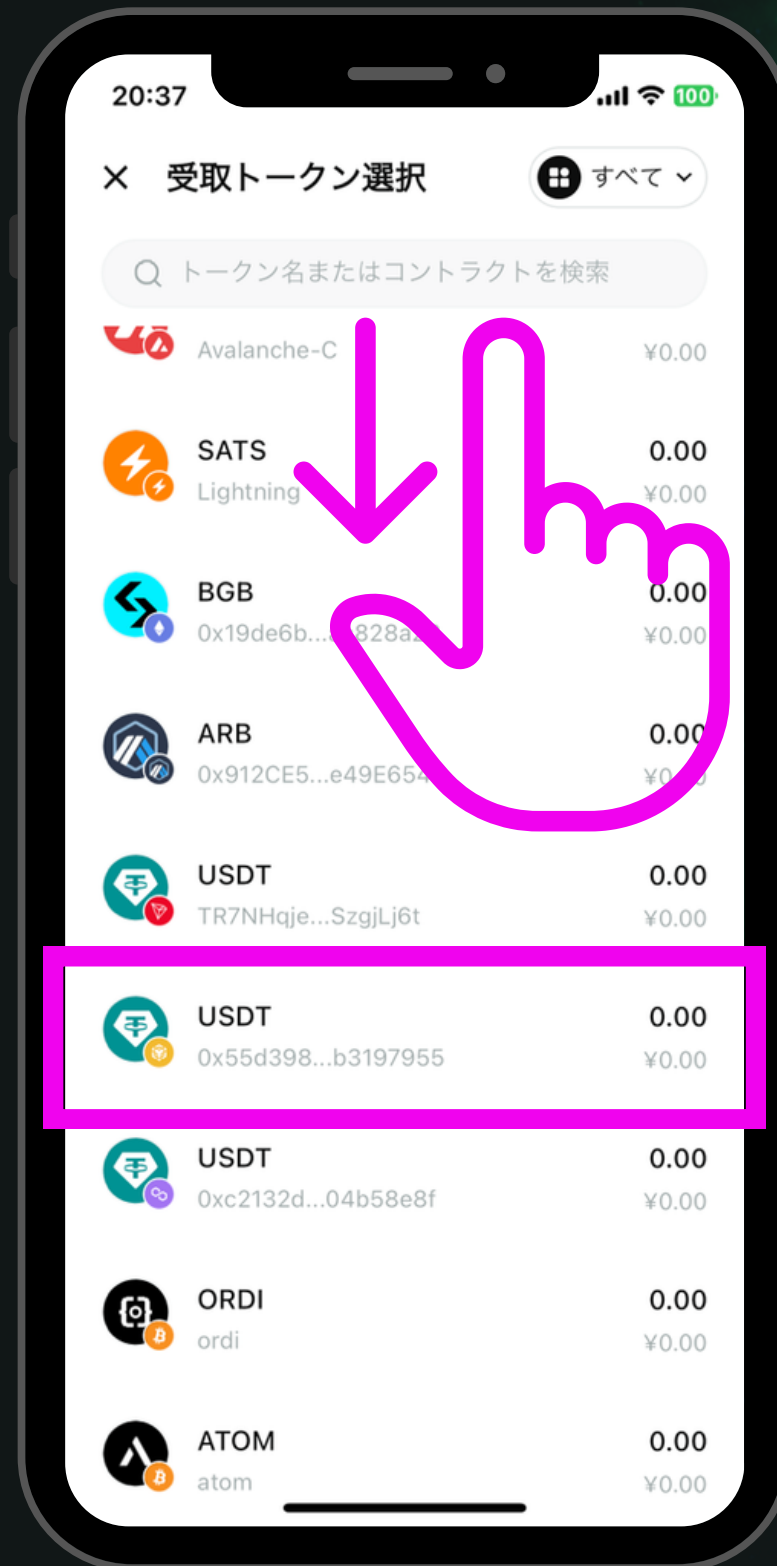 20:37
100
受取トークン選択
すべて
トークン名またはコントラクトを検索
Avalanche-C ¥0.00
SATS 0.00
Lightning ¥0.00
BGB 0.00
¥0.00
ARB 0.00
0x912CE5...e49E654 ¥0.00
USDT 0.00
TR7NHqje...SzgjLj6t ¥0.00
USDT 0.00
0x55d398...b3197955 ¥0.00
USDT 0.00
0xc2132d...04b58e8f ¥0.00
ORDI 0.00
ordi ¥0.00
ATOM 0.00
atom ¥0.00